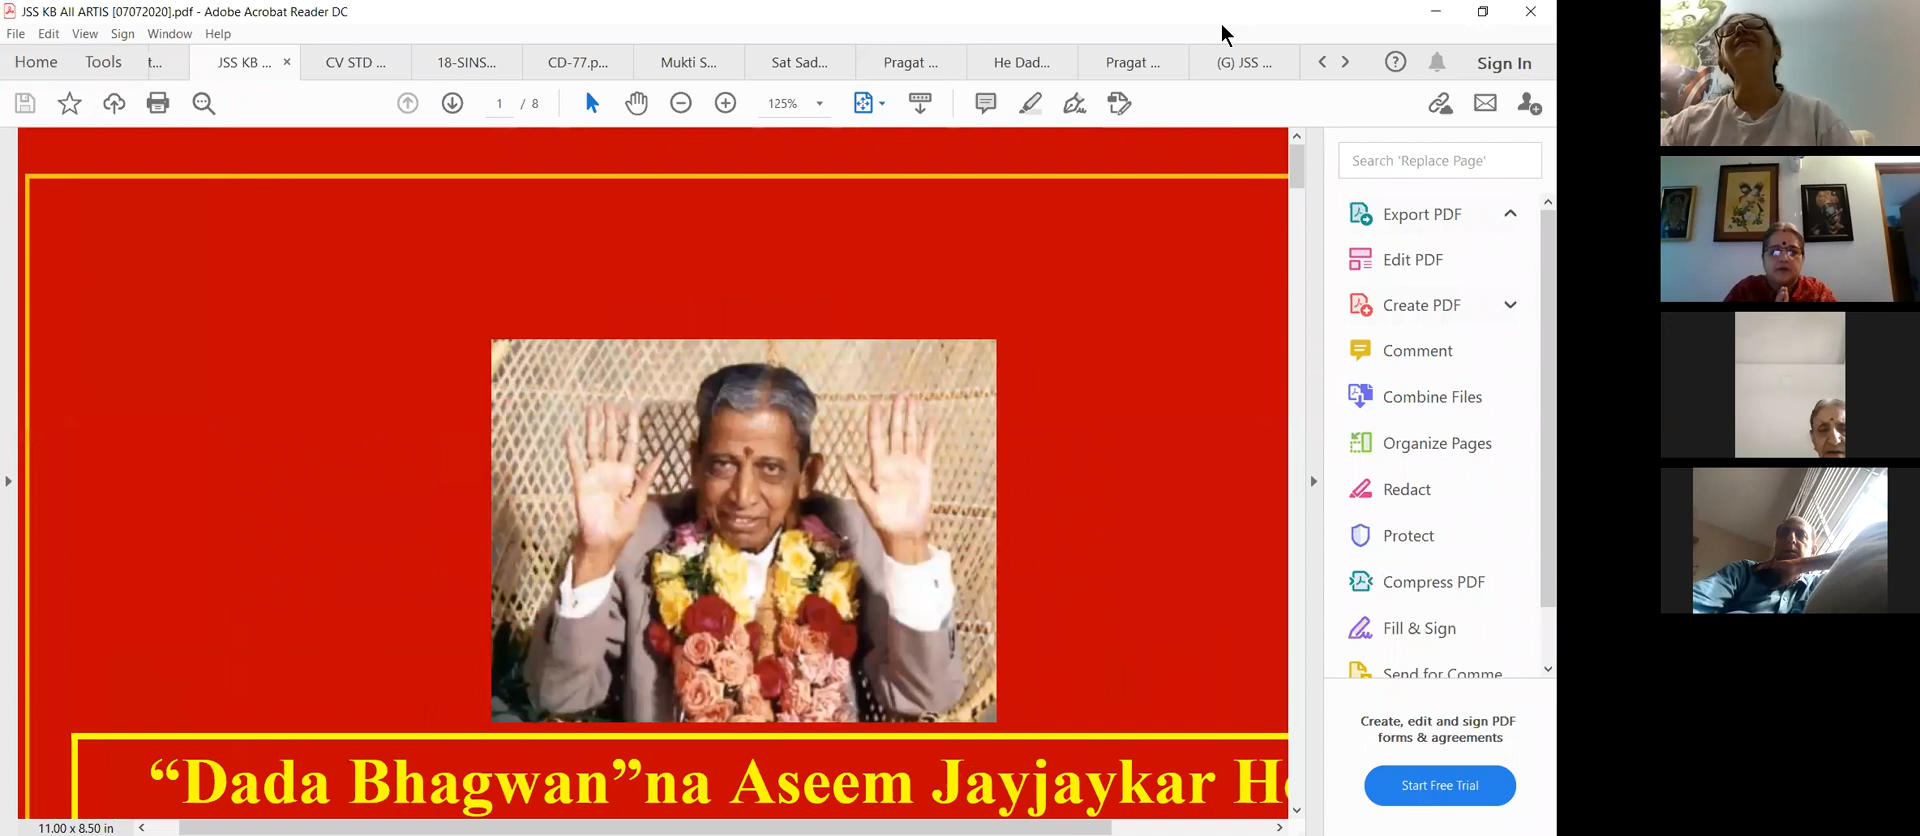 JSS KB All ARTIS [07072020].pdf - Adobe Acrobat Reader DC
File Edit View Sign Window Help
Home Tools t... JSS KB ... × CV STD ... 18-SINS... CD-77.p... Mukti S... Sat Sad... Pragat ... He Dad... Pragat ... (G) JSS ... Sign In
1 / 8 125%
Search 'Replace Page'
Export PDF
Edit PDF
Create PDF
Comment
Combine Files
Organize Pages
Redact
Protect
Compress PDF
Fill & Sign
Send for Comme
Create, edit and sign PDF
forms & agreements
Start Free Trial
“Dada Bhagwan”na Aseem Jayjaykar H
11.00 x 8.50 in